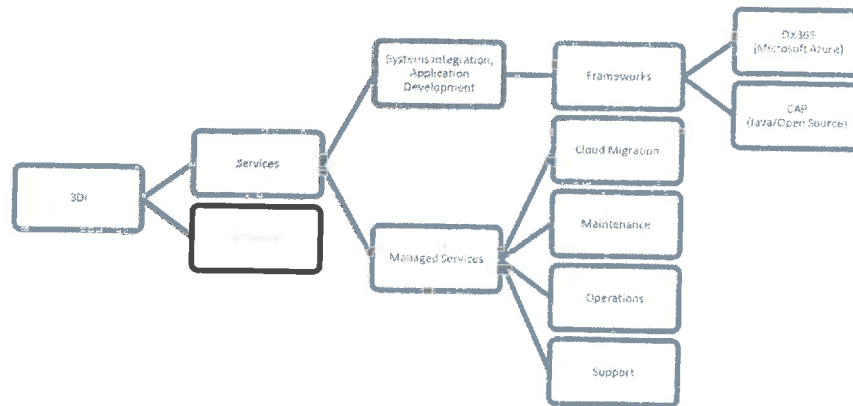 3Di
Services
Systems Integration,
Application
Development
Managed Services
Frameworks
Cloud Migration
Maintenance
Operations
Support
DX365
(Microsoft Azure)
CAP
(Java/Open Source)